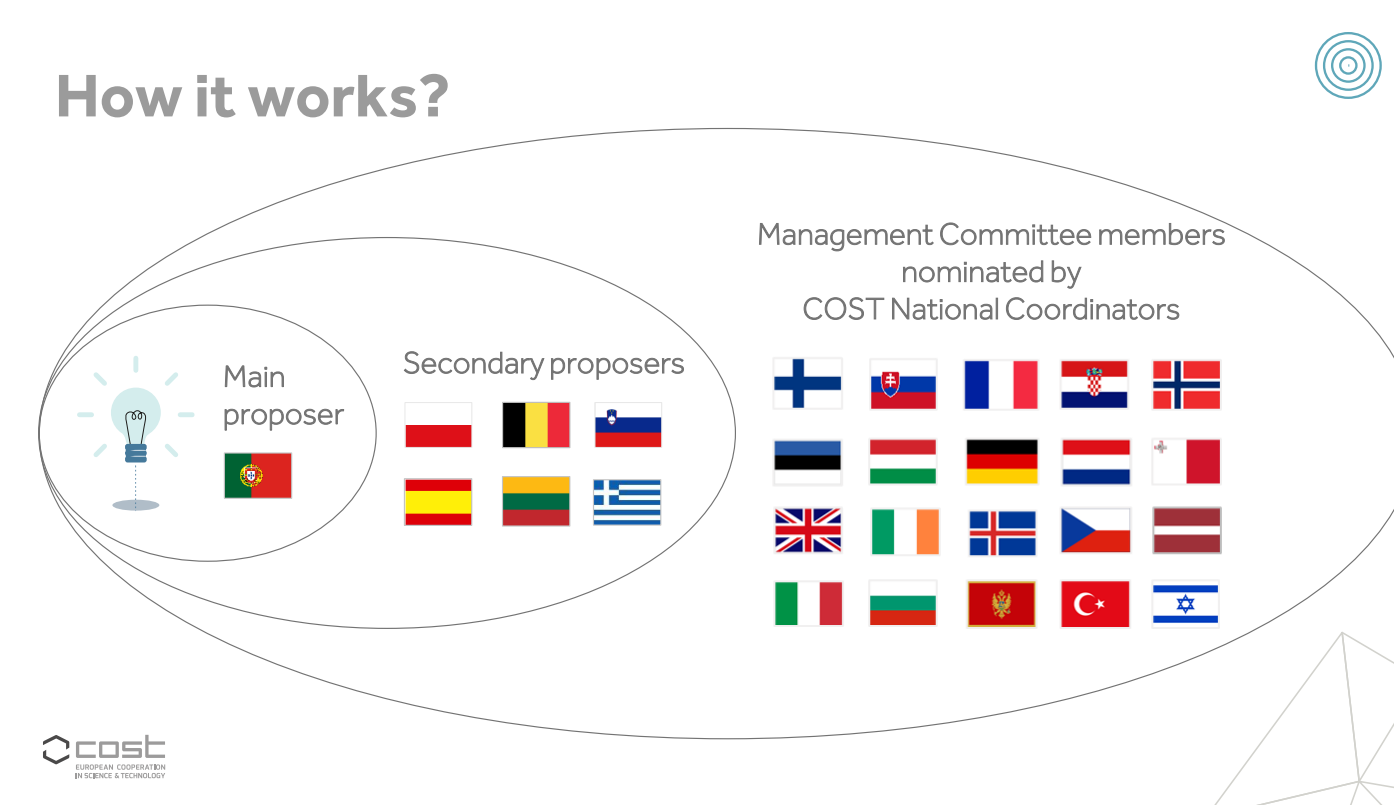 How it works?
Management Committee members
nominated by
COST National Coordinators
Secondary proposers
Main
proposer
cost
EUROPEAN COOPERATION
IN SCIENCE & TECHNOLOGY